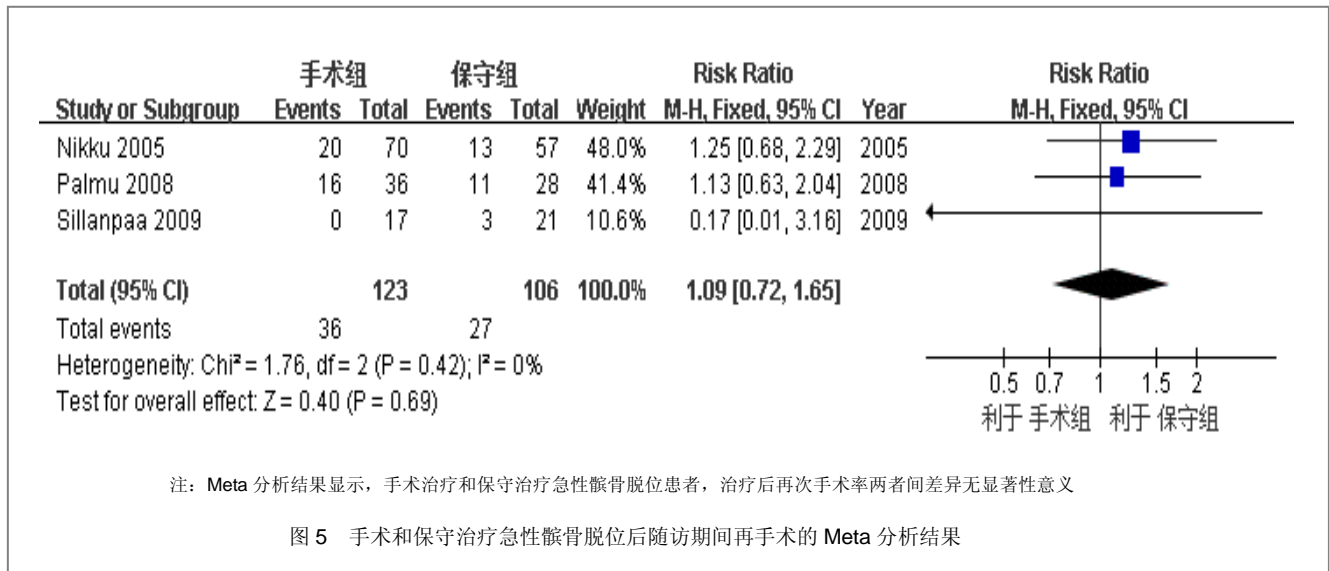 手术组 保守组 Risk Ratio Risk Ratio
Study or Subgroup Events Total Events Total Weight M-H, Fixed, 95% CI Year M-H, Fixed, 95% CI
Nikku 2005 20 70 13 57 48.0% 1.25 [0.68, 2.29] 2005
Palmu 2008 16 36 11 28 41.4% 1.13 [0.63, 2.04] 2008
Sillanpaa 2009 0 17 3 21 10.6% 0.17 [0.01, 3.16] 2009
Total (95% CI) 123 106 100.0% 1.09 [0.72, 1.65]
Total events 36 27
Heterogeneity: Chi² = 1.76, df = 2 (P = 0.42); I² = 0%
Test for overall effect: Z = 0.40 (P = 0.69)
0.5 0.7 1 1.5 2
利于 手术组 利于 保守组
注：Meta 分析结果显示，手术治疗和保守治疗急性髌骨脱位患者，治疗后再次手术率两者间差异无显著性意义
图 5 手术和保守治疗急性髌骨脱位后随访期间再手术的 Meta 分析结果